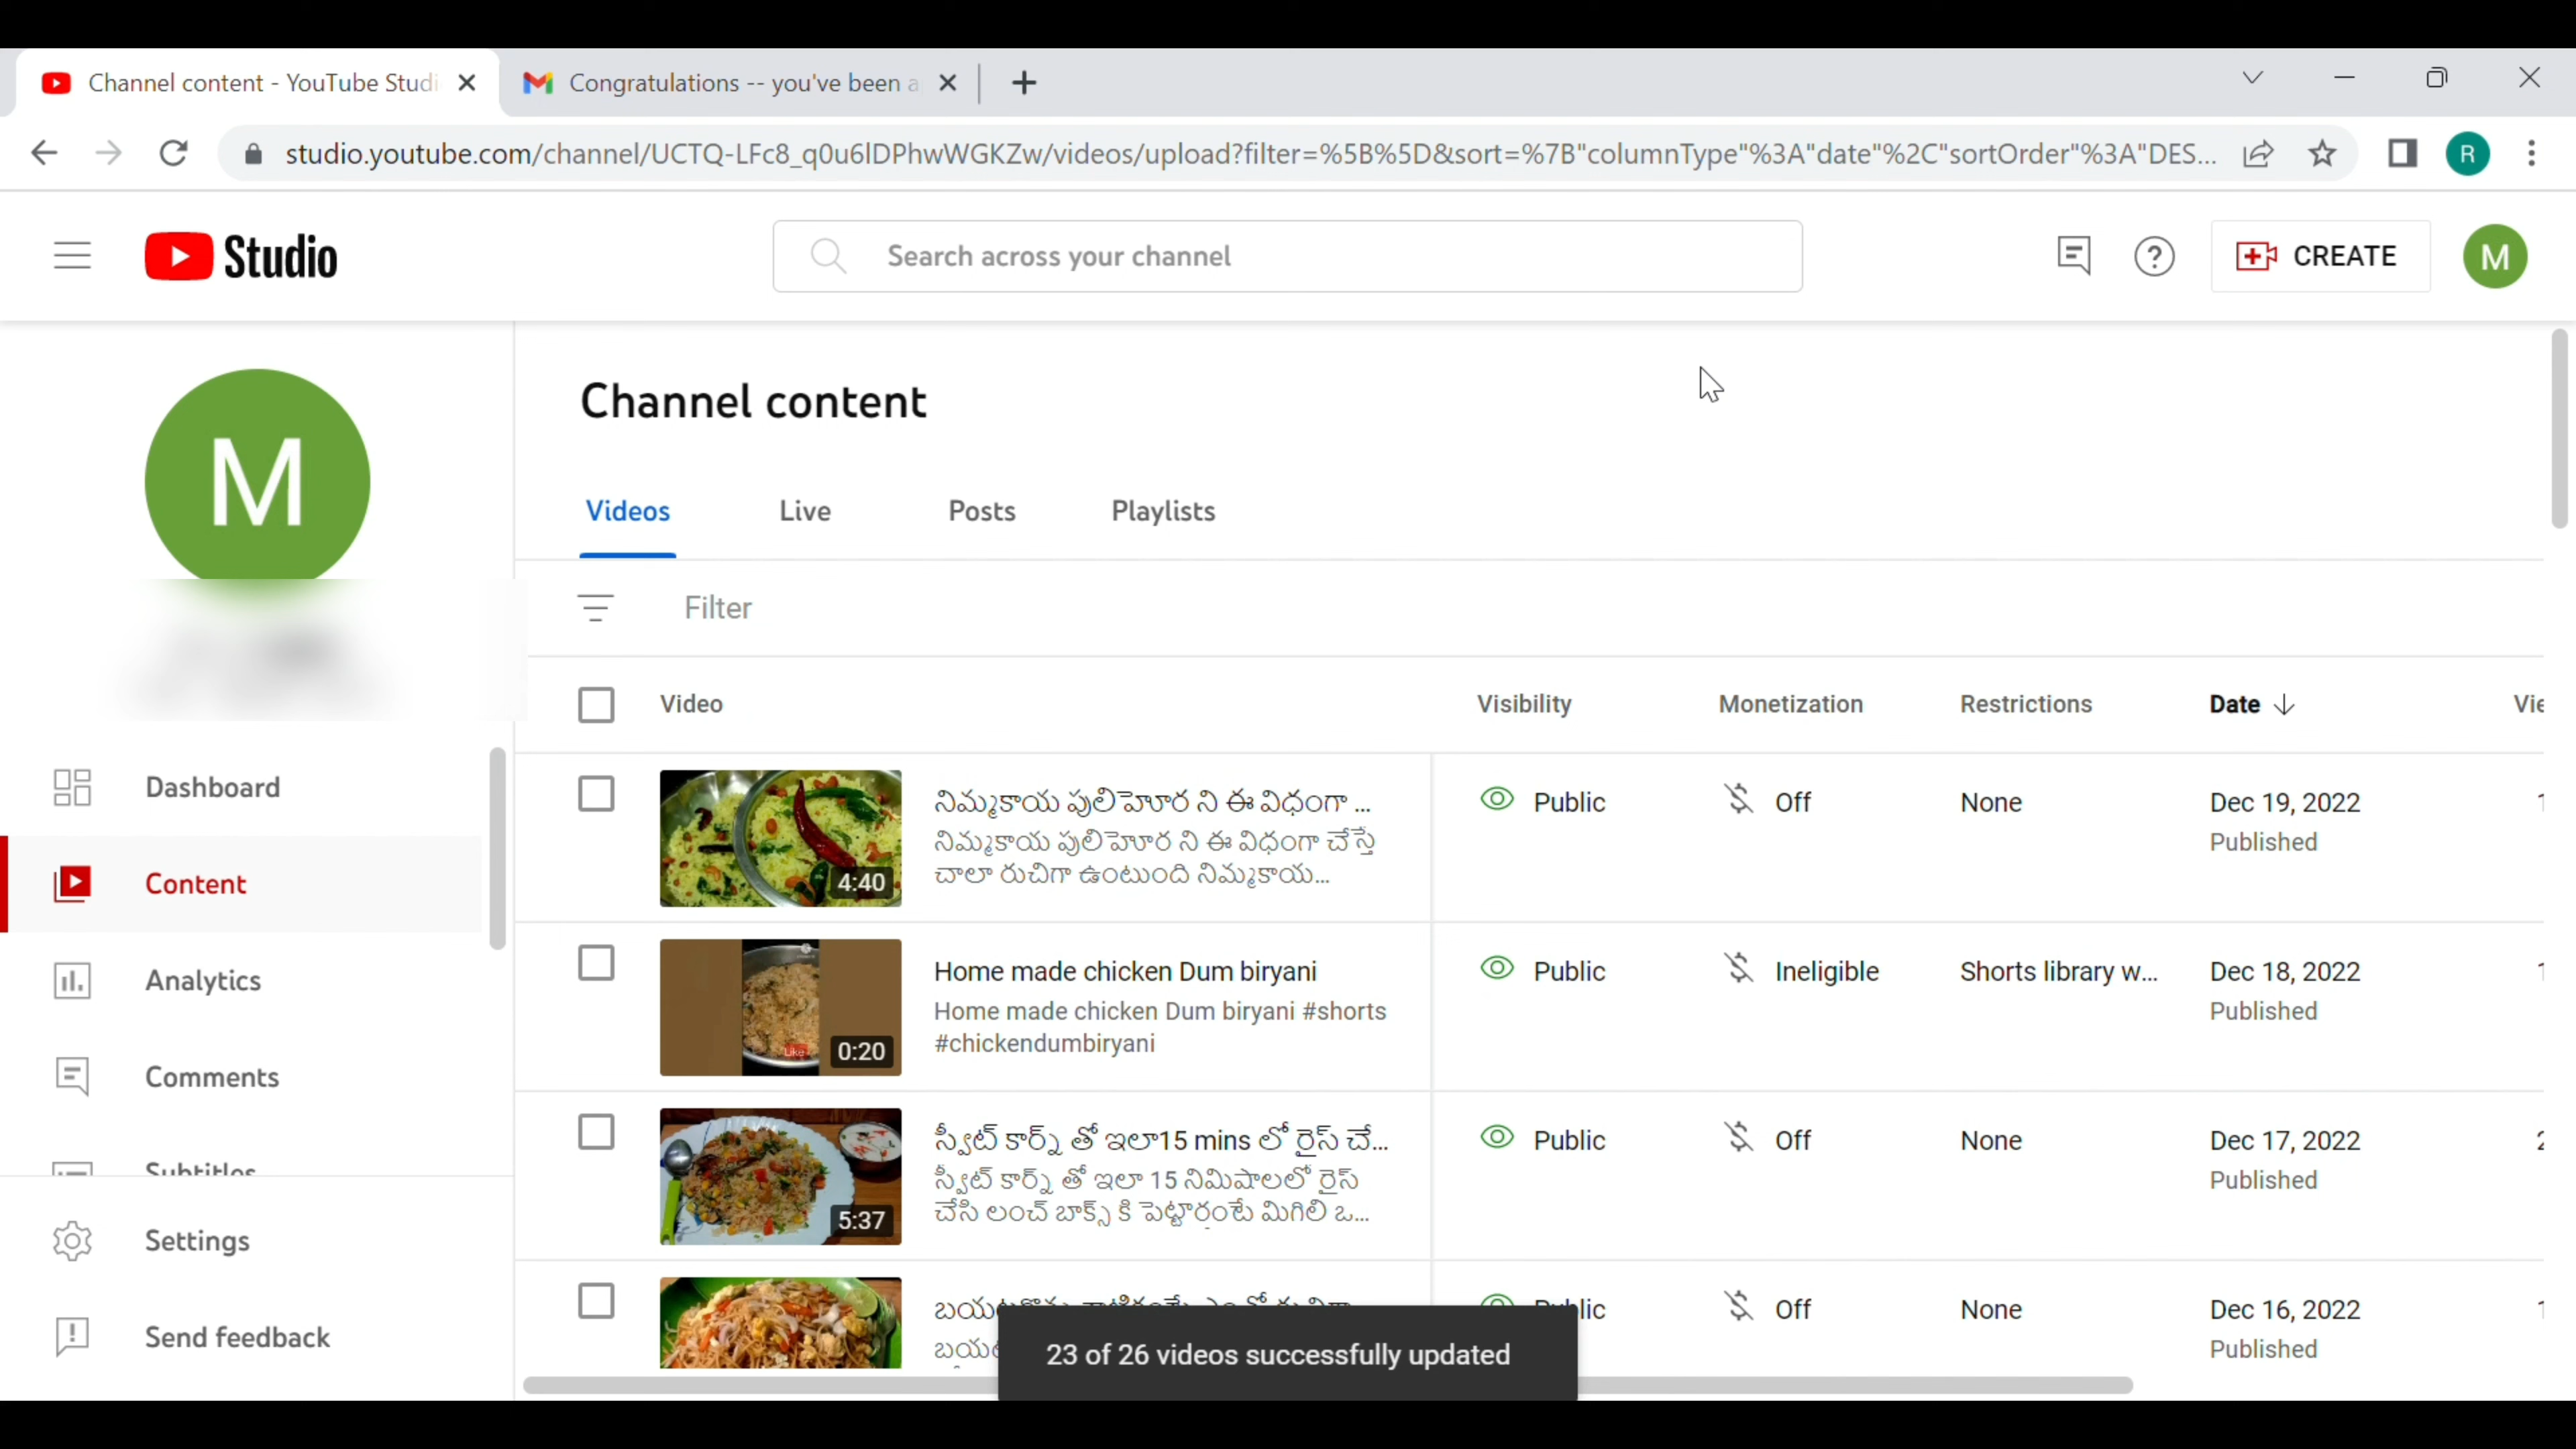 Channel content - YouTube Studi
Congratulations -- you've been a
studio.youtube.com/channel/UCTQ-LFc8_q0u6lDPhwWGKZw/videos/upload?filter=%5B%5D&sort=%7B"columnType"%3A"date"%2C"sortOrder"%3A"DES...
R
Studio
Search across your channel
?
CREATE
M
M
Channel content
Videos Live Posts Playlists
Filter
Video Visibility Monetization Restrictions Date Vie
Dashboard
Content
Analytics
Comments
Subtitles
Settings
Send feedback
4:40
నిమ్మకాయ పులిహెూర ని ఈ విధంగా ...
నిమ్మకాయ పులిహెూర ని ఈ విధంగా చేస్తే
చాలా రుచిగా ఉంటుంది నిమ్మకాయ...
Public Off None Dec 19, 2022
Published
Like
0:20
Home made chicken Dum biryani
Home made chicken Dum biryani #shorts
#chickendumbiryani
Public Ineligible Shorts library w... Dec 18, 2022
Published
5:37
స్వీట్ కార్న్ తో ఇలా15 mins లో రైస్ చే...
స్వీట్ కార్న్ తో ఇలా 15 నిమిషాలలో రైస్
చేసి లంచ్ బాక్స్ కి పెట్టారంటే మిగిలి ఒ...
Public Off None Dec 17, 2022
Published
Off None Dec 16, 2022
Published
23 of 26 videos successfully updated